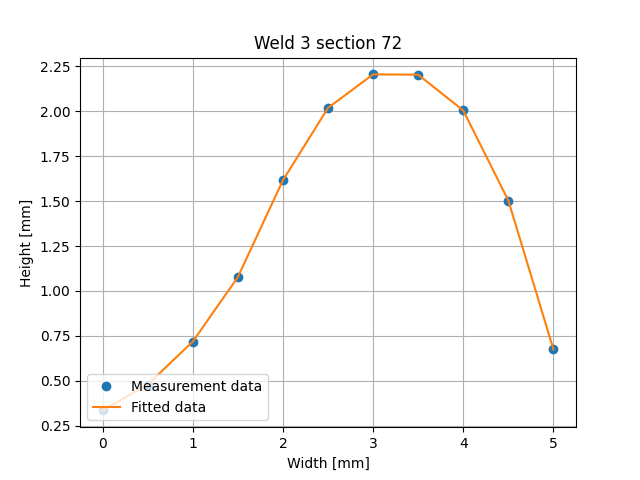 Weld 3 section 72
2.25
2.00
1.75
1.50
1.25
1.00
0.75
0.50
0.25
Height [mm]
Measurement data
Fitted data
0 1 2 3 4 5
Width [mm]